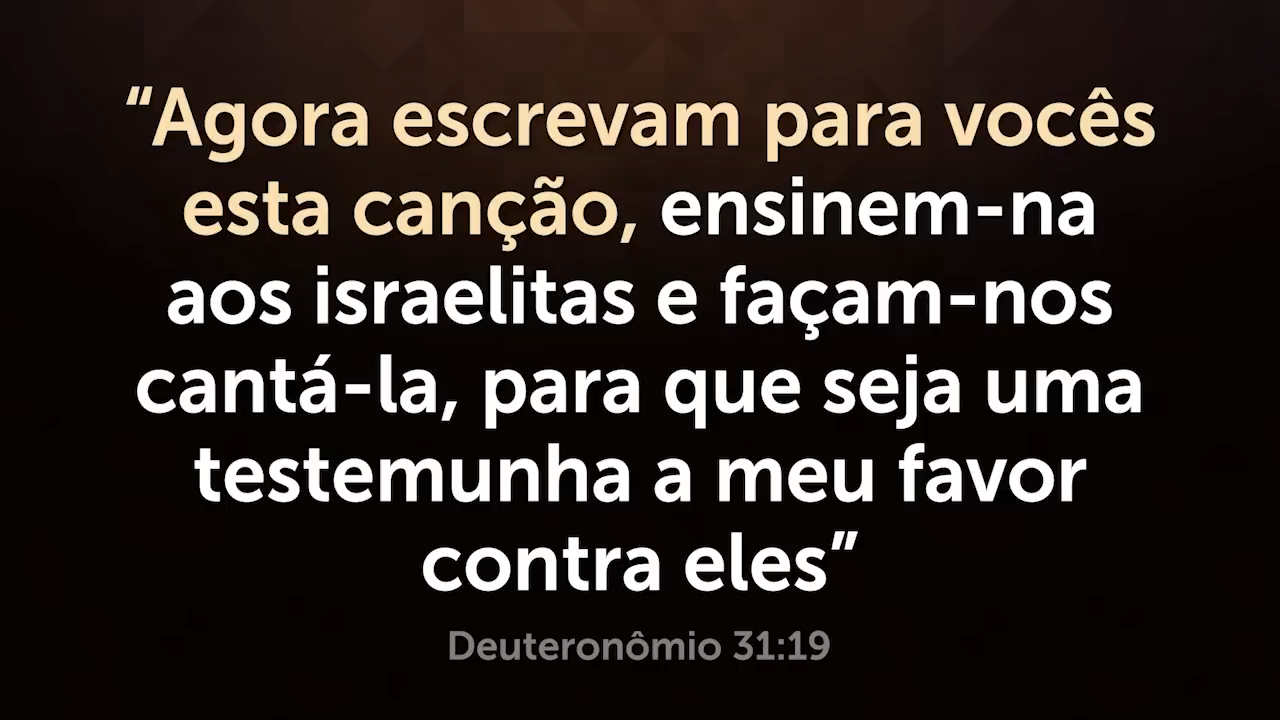 “Agora escrevam para vocês
esta canção, ensinem-na
aos israelitas e façam-nos
cantá-la, para que seja uma
testemunha a meu favor
contra eles”
Deuteronômio 31:19